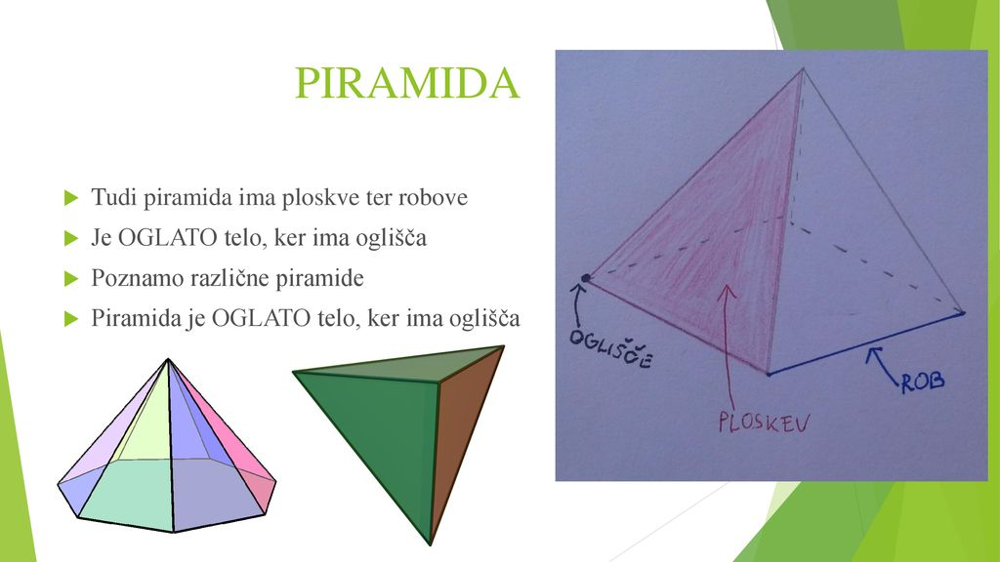 PIRAMIDA
Tudi piramida ima ploskve ter robove
Je OGLATO telo, ker ima oglišča
Poznamo različne piramide
Piramida je OGLATO telo, ker ima oglišča
OGLIŠČE
ROB
PLOSKEV